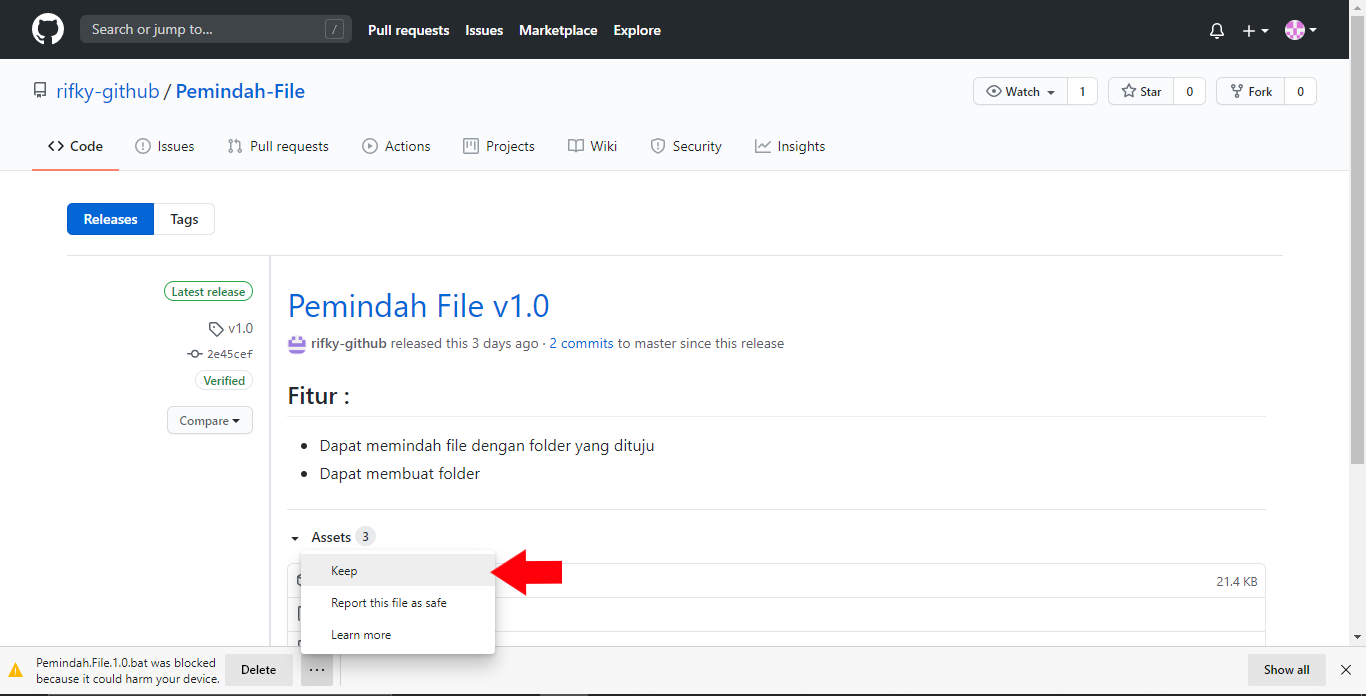 Search or jump to...
/
Pull requests
Issues
Marketplace
Explore
rifky-github / Pemindah-File
Watch
1
Star
0
Fork
0
Code
Issues
Pull requests
Actions
Projects
Wiki
Security
Insights
Releases
Tags
Latest release
v1.0
2e45cef
Verified
Compare
Pemindah File v1.0
rifky-github released this 3 days ago · 2 commits to master since this release
Fitur :
Dapat memindah file dengan folder yang dituju
Dapat membuat folder
Assets 3
21.4 KB
Keep
Report this file as safe
Learn more
Pemindah.File.1.0.bat was blocked
because it could harm your device.
Delete
...
Show all